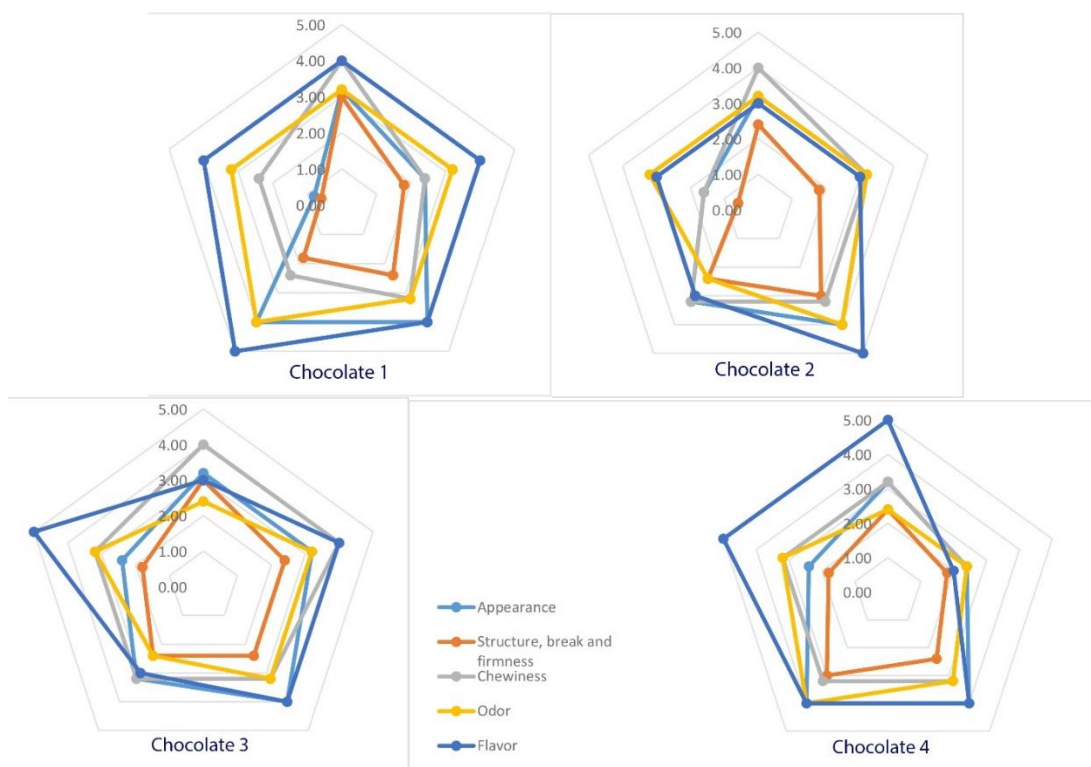 5.00
4.00
3.00
2.00
1.00
0.00
Chocolate 1
5.00
4.00
3.00
2.00
1.00
0.00
Chocolate 2
5.00
4.00
3.00
2.00
1.00
0.00
Chocolate 3
Appearance
Structure, break and
firmness
Chewiness
Odor
Flavor
5.00
4.00
3.00
2.00
1.00
0.00
Chocolate 4